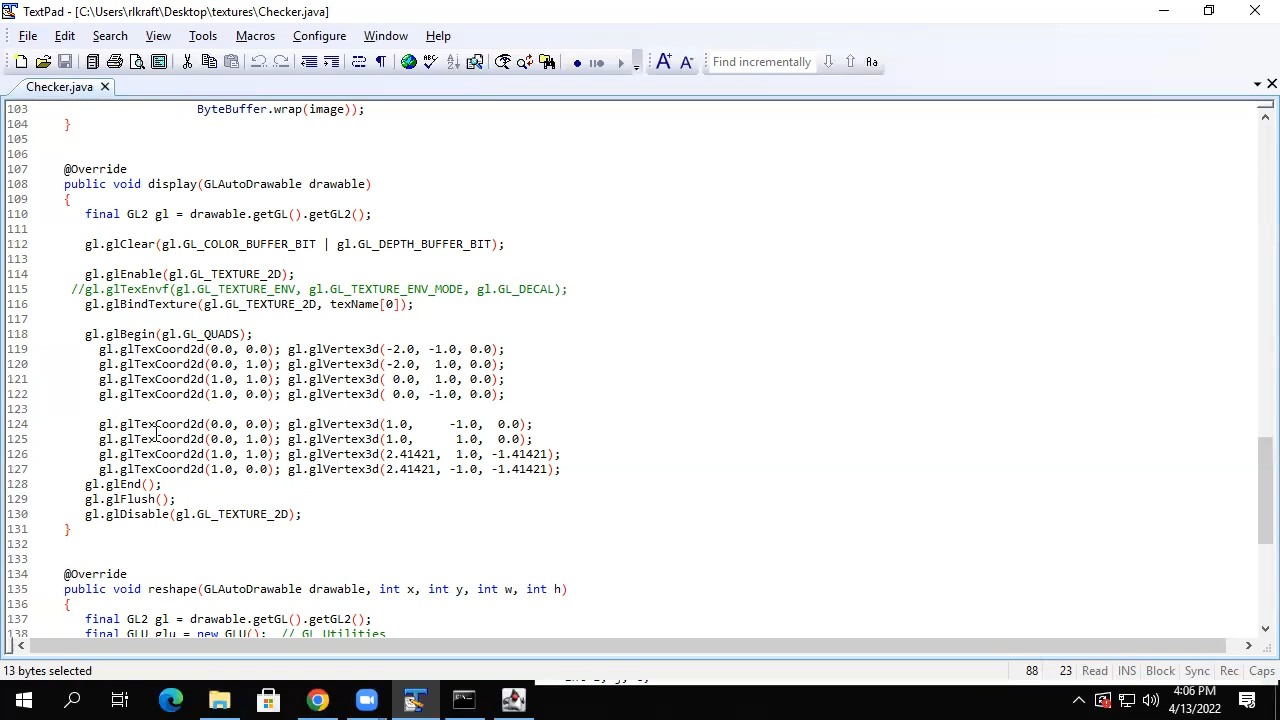 TextPad - [C:\Users\rlkraft\Desktop\textures\Checker.java]
File Edit Search View Tools Macros Configure Window Help
Find incrementally
Checker.java
103 ByteBuffer.wrap(image));
104 }
105
106
107 @Override
108 public void display(GLAutoDrawable drawable)
109 {
110 final GL2 gl = drawable.getGL().getGL2();
111
112 gl.glClear(gl.GL_COLOR_BUFFER_BIT | gl.GL_DEPTH_BUFFER_BIT);
113
114 gl.glEnable(gl.GL_TEXTURE_2D);
115 //gl.glTexEnvf(gl.GL_TEXTURE_ENV, gl.GL_TEXTURE_ENV_MODE, gl.GL_DECAL);
116 gl.glBindTexture(gl.GL_TEXTURE_2D, texName[0]);
117
118 gl.glBegin(gl.GL_QUADS);
119 gl.glTexCoord2d(0.0, 0.0); gl.glVertex3d(-2.0, -1.0, 0.0);
120 gl.glTexCoord2d(0.0, 1.0); gl.glVertex3d(-2.0, 1.0, 0.0);
121 gl.glTexCoord2d(1.0, 1.0); gl.glVertex3d( 0.0, 1.0, 0.0);
122 gl.glTexCoord2d(1.0, 0.0); gl.glVertex3d( 0.0, -1.0, 0.0);
123
124 gl.glTexCoord2d(0.0, 0.0); gl.glVertex3d(1.0, -1.0, 0.0);
125 gl.glTexCoord2d(0.0, 1.0); gl.glVertex3d(1.0, 1.0, 0.0);
126 gl.glTexCoord2d(1.0, 1.0); gl.glVertex3d(2.41421, 1.0, -1.41421);
127 gl.glTexCoord2d(1.0, 0.0); gl.glVertex3d(2.41421, -1.0, -1.41421);
128 gl.glEnd();
129 gl.glFlush();
130 gl.glDisable(gl.GL_TEXTURE_2D);
131 }
132
133
134 @Override
135 public void reshape(GLAutoDrawable drawable, int x, int y, int w, int h)
136 {
137 final GL2 gl = drawable.getGL().getGL2();
138 final GLU glu = new GLU(); // GL Utilities
13 bytes selected 88 23 Read INS Block Sync Rec Caps
4:06 PM
4/13/2022